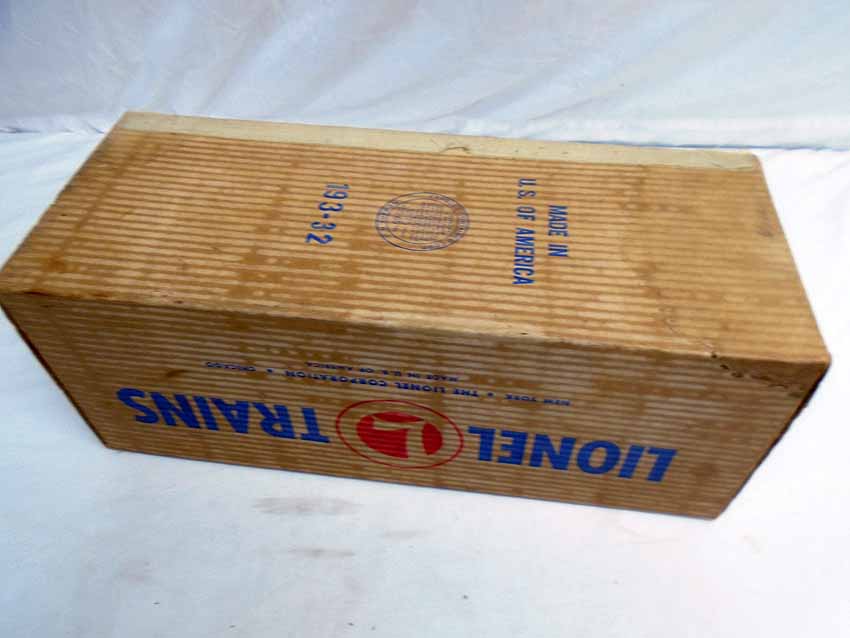 MADE IN
U.S. OF AMERICA
193-32
LIONEL L TRAINS
NEW YORK ★ THE LIONEL CORPORATION ★ CHICAGO
MADE IN U.S. OF AMERICA